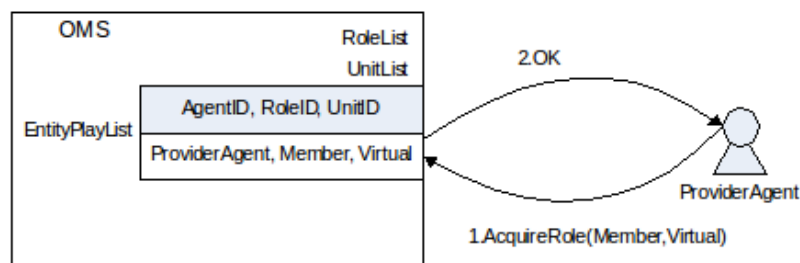 OMS
RoleList
UnitList
EntityPlayList
AgentID, RoleID, UnitID
ProviderAgent, Member, Virtual
2.OK
ProviderAgent
1.AcquireRole(Member,Virtual)